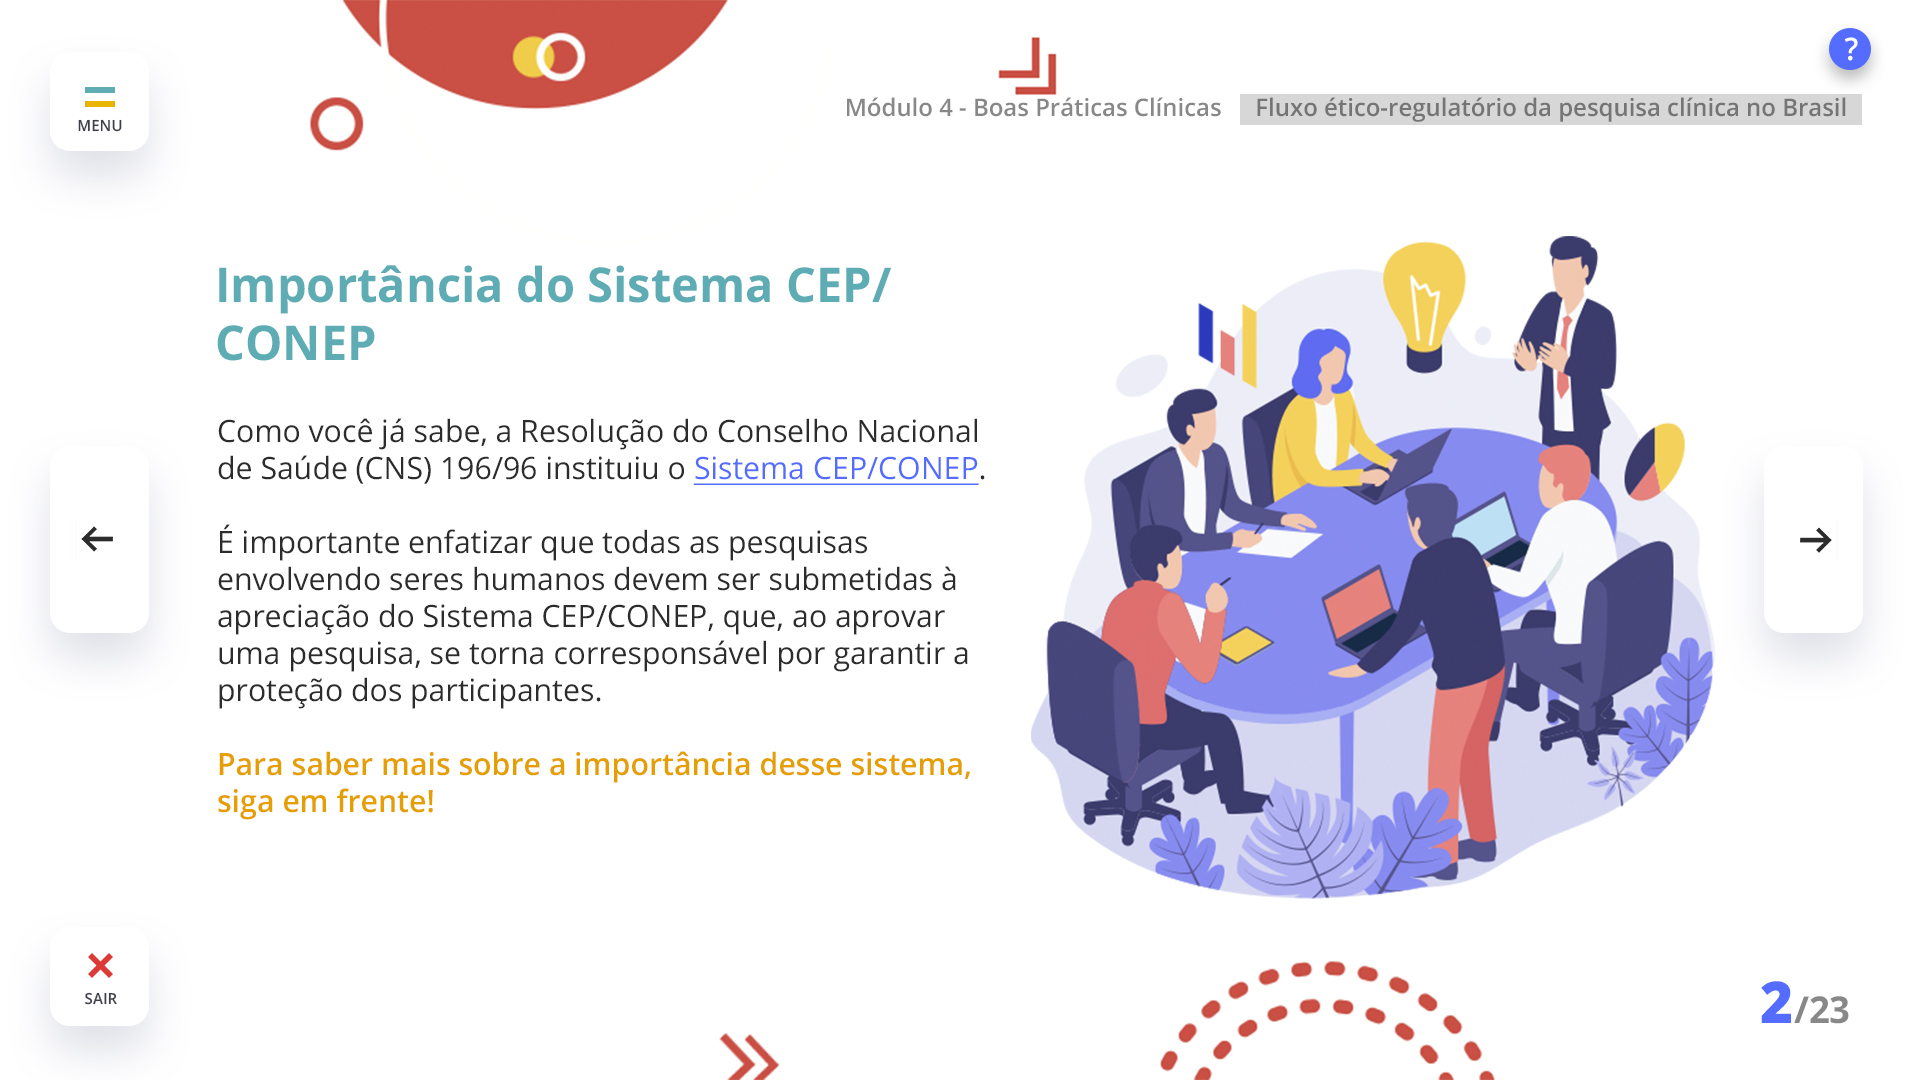 ?
MENU
Módulo 4 - Boas Práticas Clínicas
Fluxo ético-regulatório da pesquisa clínica no Brasil
Importância do Sistema CEP/
CONEP
Como você já sabe, a Resolução do Conselho Nacional
de Saúde (CNS) 196/96 instituiu o Sistema CEP/CONEP.
É importante enfatizar que todas as pesquisas
envolvendo seres humanos devem ser submetidas à
apreciação do Sistema CEP/CONEP, que, ao aprovar
uma pesquisa, se torna corresponsável por garantir a
proteção dos participantes.
Para saber mais sobre a importância desse sistema,
siga em frente!
SAIR
2/23